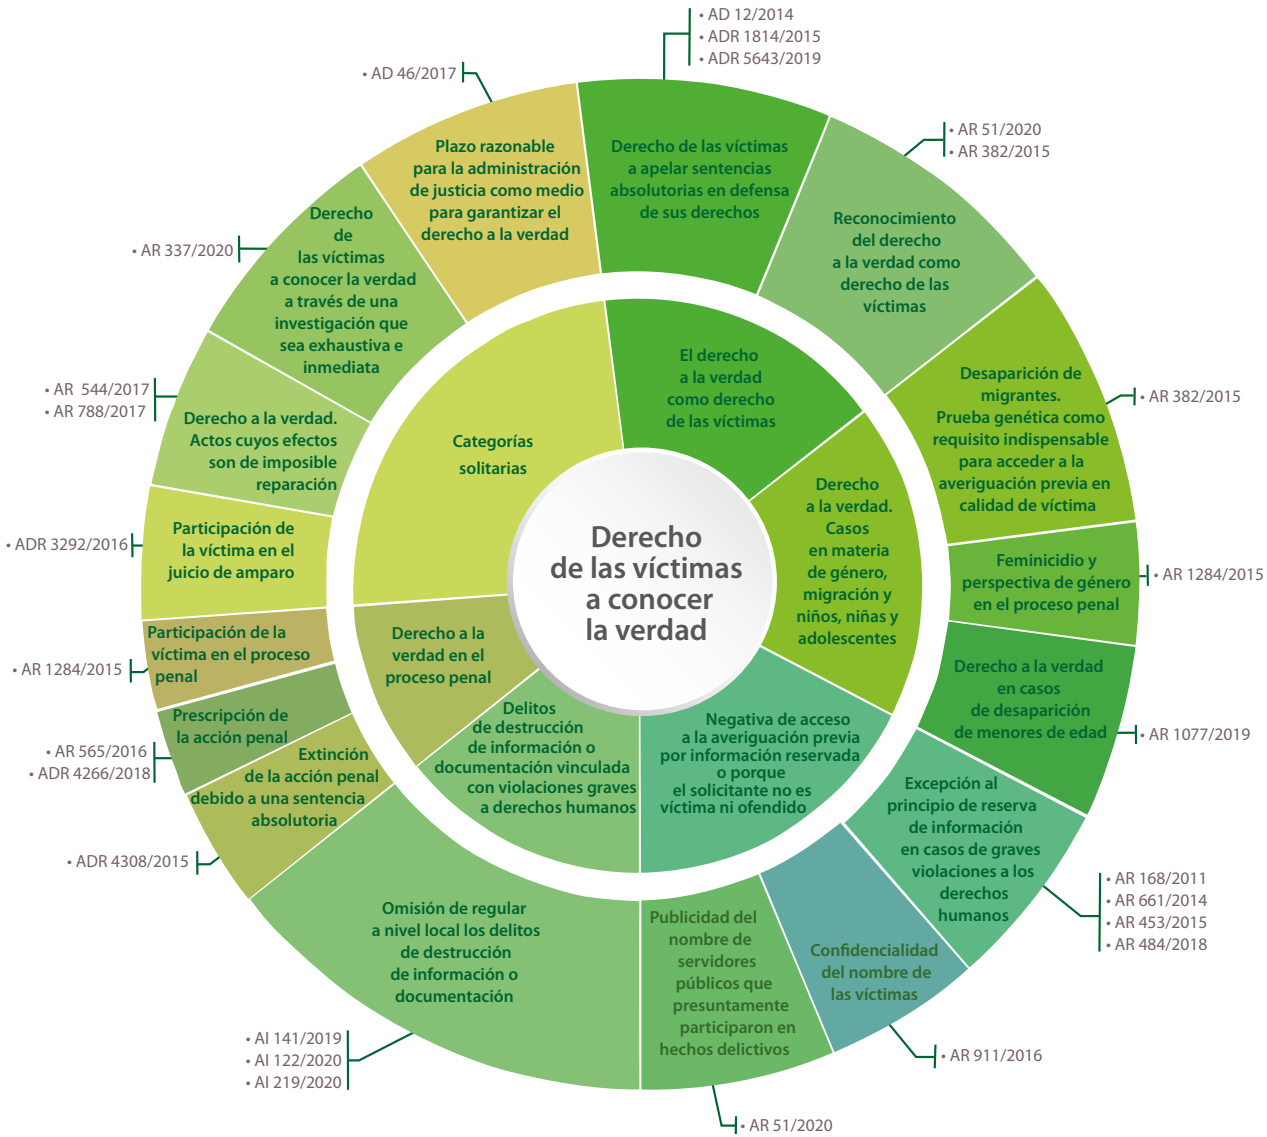 Derecho
de las víctimas
a conocer
la verdad
El derecho
a la verdad
como derecho
de las víctimas
Derecho
a la verdad.
Casos
en materia
de género,
migración y
niños, niñas y
adolescentes
Negativa de acceso
a la averiguación previa
por información reservada
o porque
el solicitante no es
víctima ni ofendido
Delitos
de destrucción
de información o
documentación vinculada
con violaciones graves
a derechos humanos
Derecho a la
verdad en el
proceso penal
Categorías
solitarias
Derecho de las víctimas
a apelar sentencias
absolutorias en defensa
de sus derechos
• AD 12/2014
• ADR 1814/2015
• ADR 5643/2019
Reconocimiento
del derecho
a la verdad como
derecho de las
víctimas
• AR 51/2020
• AR 382/2015
Desaparición de
migrantes.
Prueba genética como
requisito indispensable
para acceder a la
averiguación previa en
calidad de víctima
• AR 382/2015
Feminicidio y
perspectiva de género
en el proceso penal
• AR 1284/2015
Derecho a la verdad
en casos
de desaparición
de menores de edad
• AR 1077/2019
Excepción al
principio de reserva
de información
en casos de graves
violaciones a los
derechos
humanos
• AR 168/2011
• AR 661/2014
• AR 453/2015
• AR 484/2018
Confidencialidad
del nombre de
las víctimas
• AR 911/2016
Publicidad del
nombre de
servidores
públicos que
presuntamente
participaron en
hechos delictivos
• AR 51/2020
Omisión de regular
a nivel local los delitos
de destrucción
de información o
documentación
• AI 141/2019
• AI 122/2020
• AI 219/2020
Extinción
de la acción penal
debido a una sentencia
absolutoria
• ADR 4308/2015
Prescripción de
la acción penal
• AR 565/2016
• ADR 4266/2018
Participación de la
víctima en el proceso
penal
• AR 1284/2015
Participación de
la víctima en el
juicio de amparo
• ADR 3292/2016
Derecho a la verdad.
Actos cuyos efectos
son de imposible
reparación
• AR 544/2017
• AR 788/2017
Derecho
de
las víctimas
a conocer la verdad
a través de una
investigación que
sea exhaustiva e
inmediata
• AR 337/2020
Plazo razonable
para la administración
de justicia como medio
para garantizar el
derecho a la verdad
• AD 46/2017